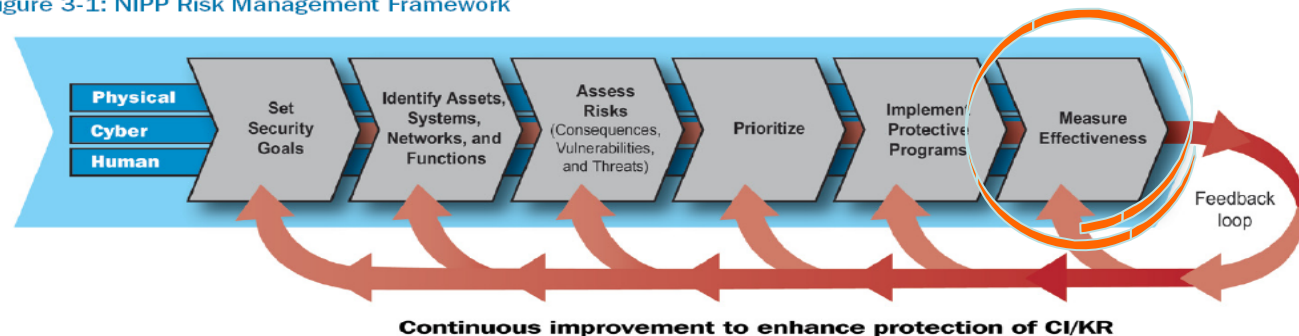 igure 3-1: NIPP Risk Management Framework
Physical
Cyber
Human
Set
Security
Goals
Identify Assets,
Systems,
Networks, and
Functions
Assess
Risks
(Consequences,
Vulnerabilities,
and Threats)
Prioritize
Implement
Protective
Programs
Measure
Effectiveness
Feedback
loop
Continuous improvement to enhance protection of CI/KR